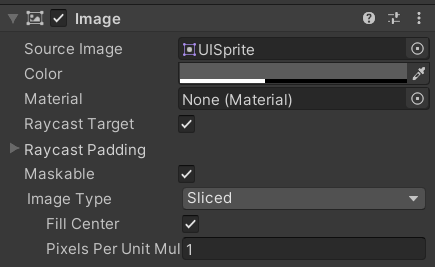 Image
Source Image UISprite
Color
Material None (Material)
Raycast Target
Raycast Padding
Maskable
Image Type Sliced
Fill Center
Pixels Per Unit Mul 1